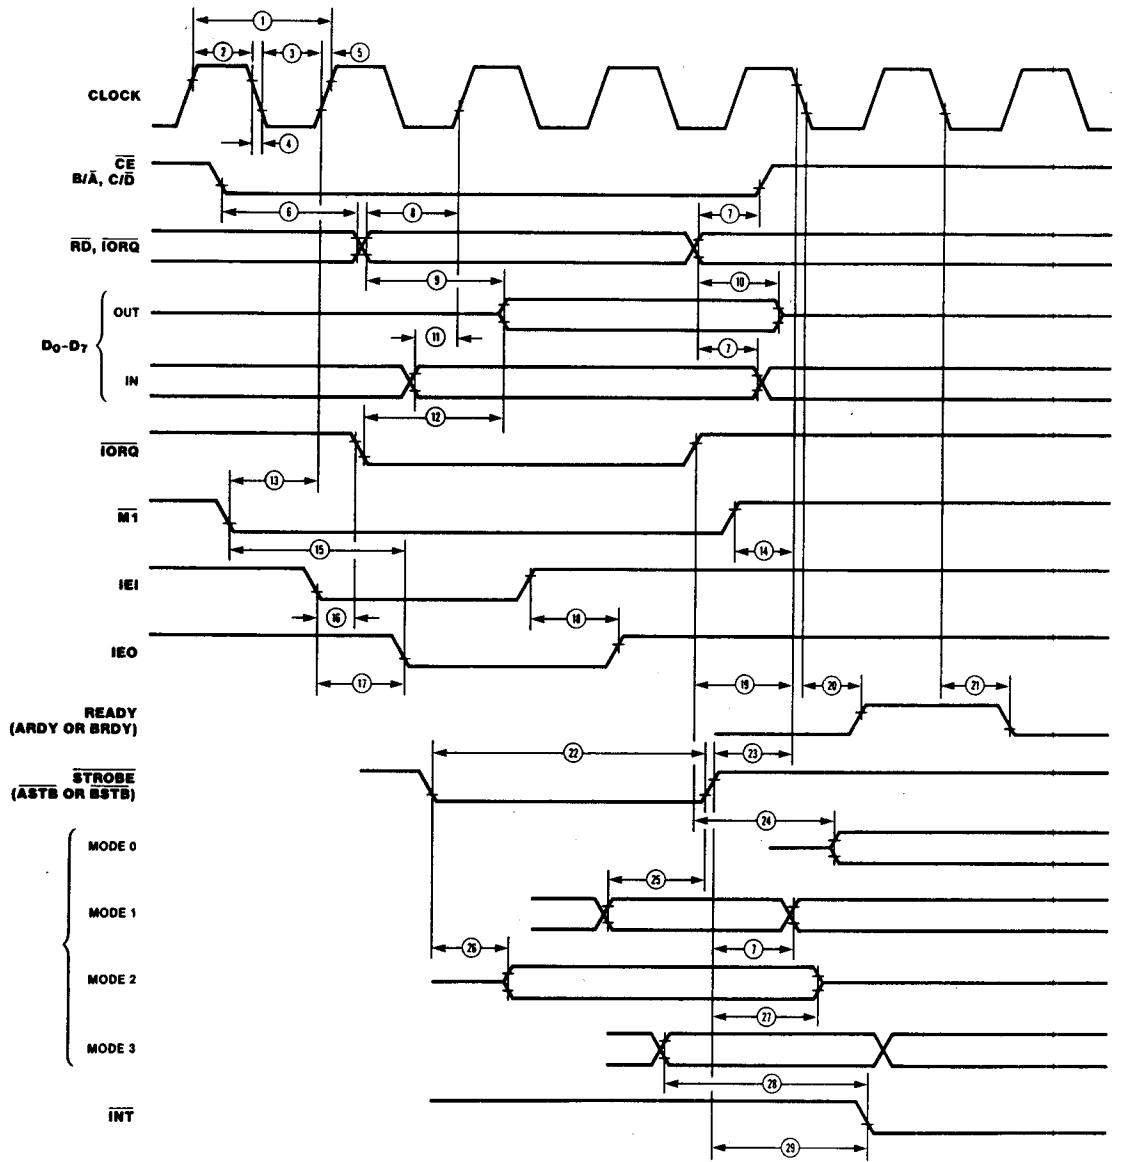 1
2
3
5
CLOCK
4
CE
B/A, C/D
6
8
7
RD, IORQ
9
10
OUT
11
D0-D7
7
IN
12
IORQ
13
M1
15
14
IEI
16
18
IEO
17
19
20
21
READY
(ARDY OR BRDY)
22
23
STROBE
(ASTB OR BSTB)
24
MODE 0
25
MODE 1
26
7
MODE 2
27
MODE 3
28
INT
29